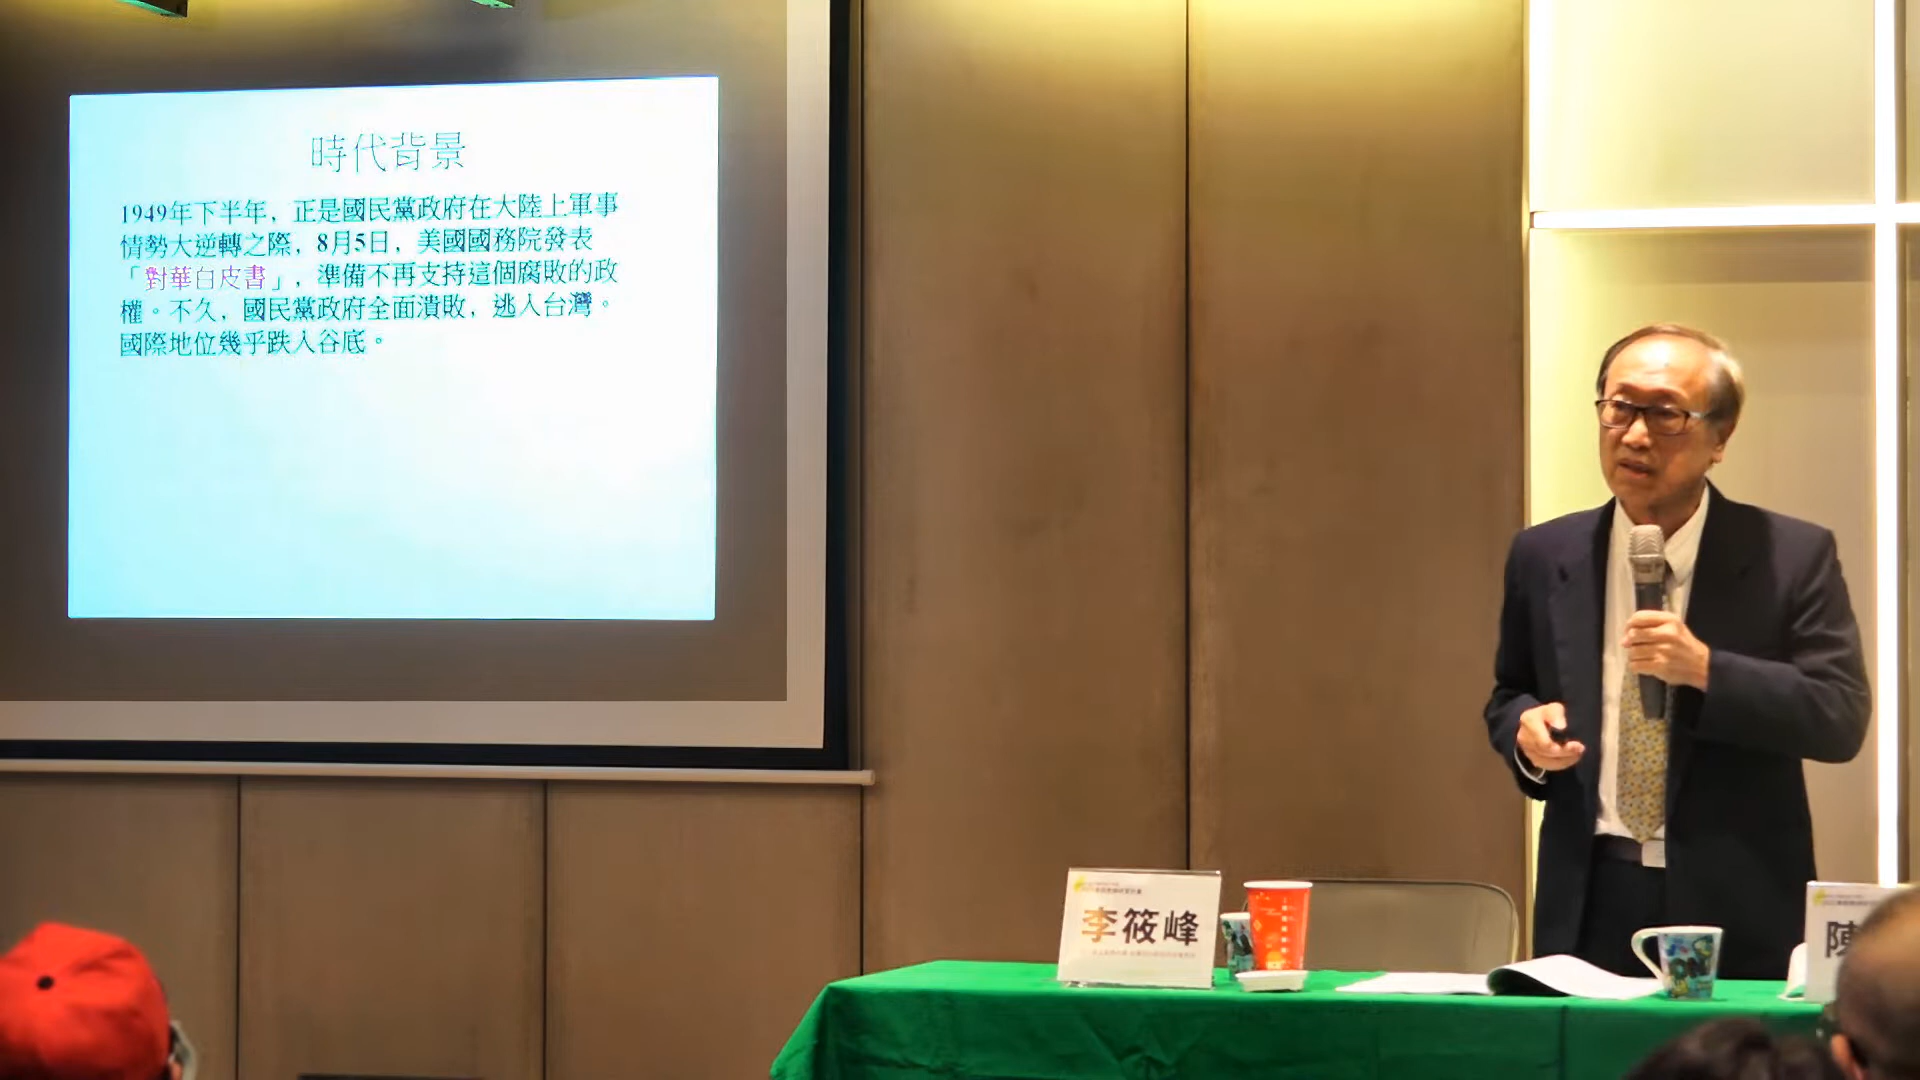 時代背景
1949年下半年，正是國民黨政府在大陸上軍事
情勢大逆轉之際，8月5日，美國國務院發表
「對華白皮書」，準備不再支持這個腐敗的政
權。不久，國民黨政府全面潰敗，逃入台灣。
國際地位幾乎跌入谷底。
李筱峰
陳